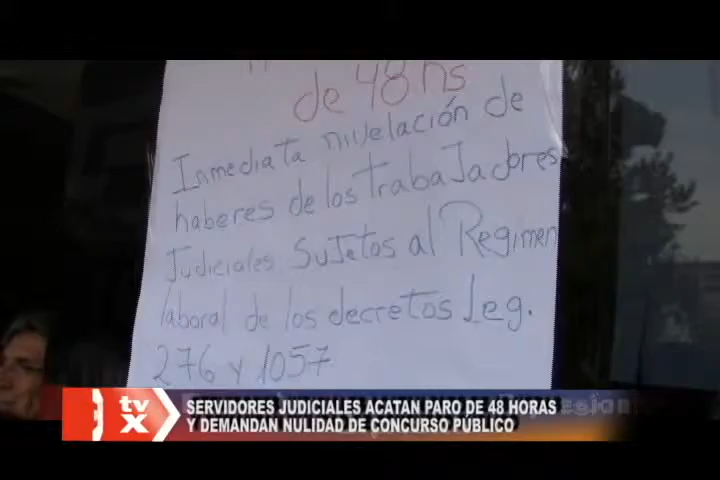 de 48 hs
Inmediata nivelación de
haberes de los trabaJadores
Judiciales SuJetos al Regimen
laboral de los decretos Leg.
276 y 1057
tv
x
SERVIDORES JUDICIALES ACATAN PARO DE 48 HORAS
Y DEMANDAN NULIDAD DE CONCURSO PÚBLICO